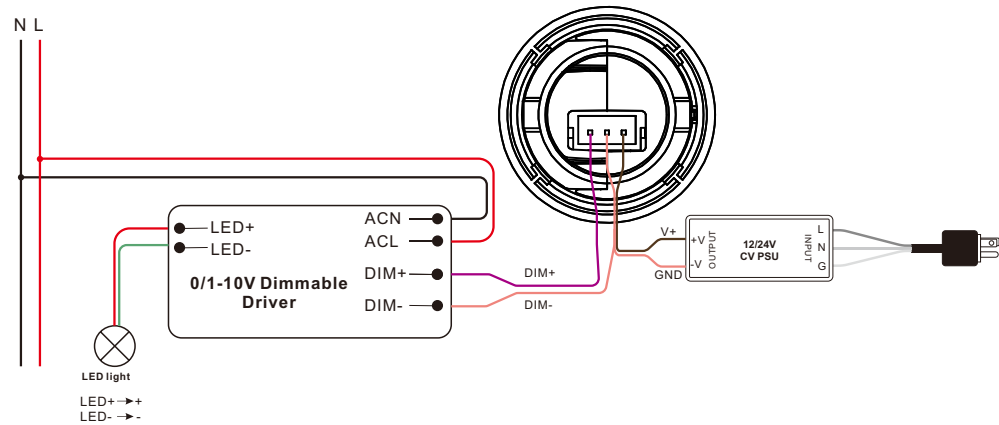 N L
ACN
ACL
LED+
LED-
DIM+
DIM-
0/1-10V Dimmable
Driver
DIM+
DIM-
V+
GND
+V
-V
OUTPUT
12/24V
CV PSU
INPUT
L
N
G
LED light
LED+ → +
LED- → -